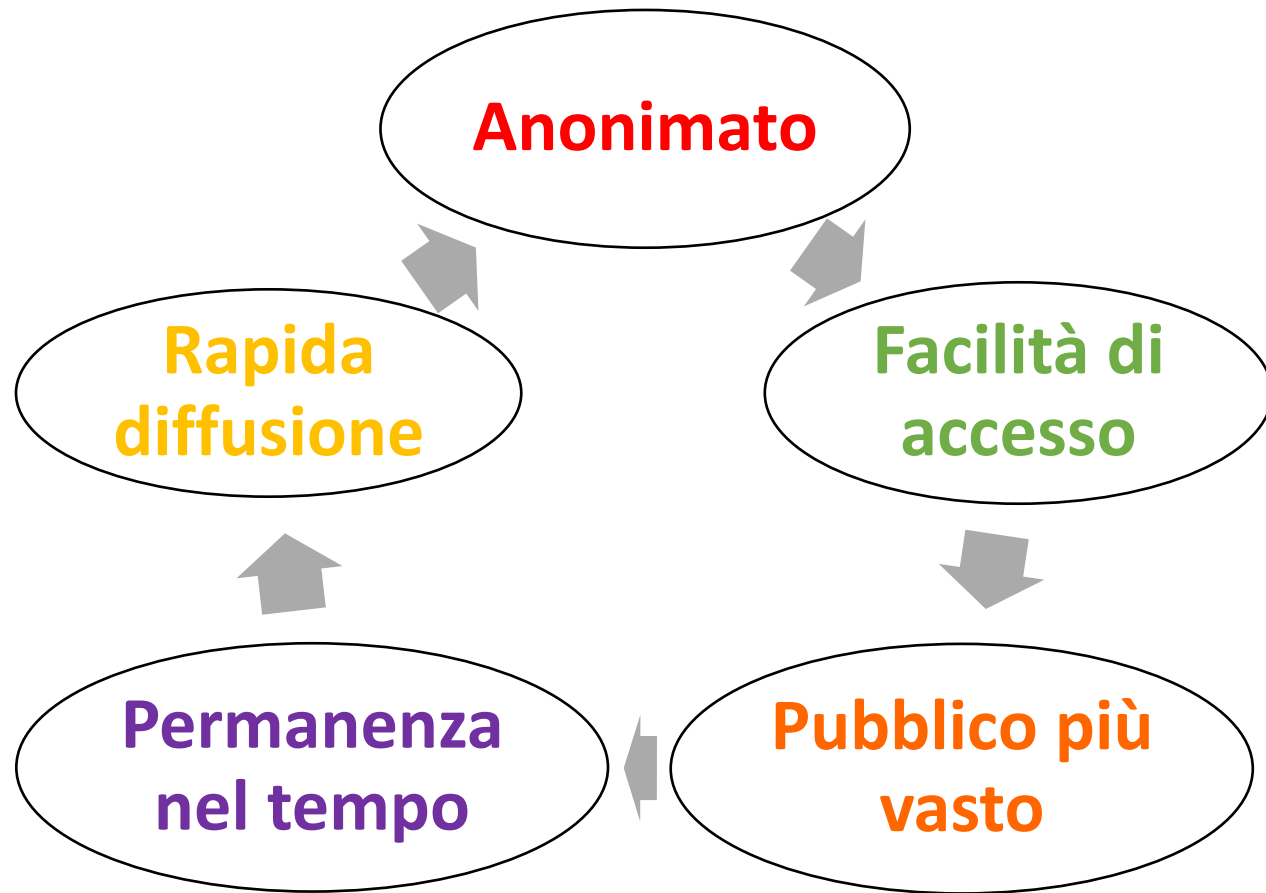 Anonimato
Facilità di
accesso
Pubblico più
vasto
Permanenza
nel tempo
Rapida
diffusione